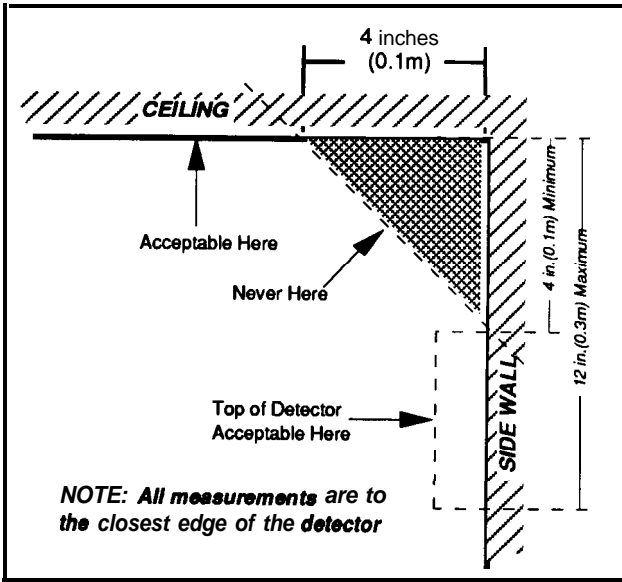 4 inches
(0.1m)
CEILING
Acceptable Here
Never Here
4 in.(0.1m) Minimum
12 in.(0.3m) Maximum
Top of Detector
Acceptable Here
SIDE WALL
NOTE: All measurements are to
the closest edge of the detector